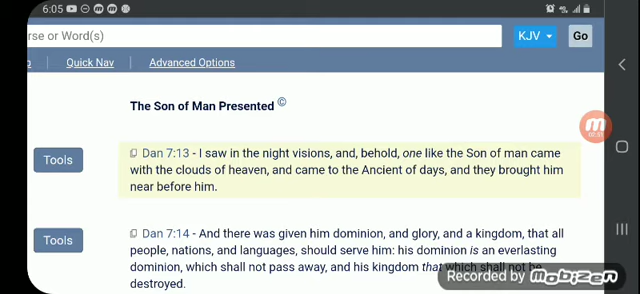 6:05
rse or Word(s)
KJV
Go
Quick Nav | Advanced Options
The Son of Man Presented ©
Tools
Dan 7:13 - I saw in the night visions, and, behold, one like the Son of man came
with the clouds of heaven, and came to the Ancient of days, and they brought him
near before him.
Tools
Dan 7:14 - And there was given him dominion, and glory, and a kingdom, that all
people, nations, and languages, should serve him: his dominion is an everlasting
dominion, which shall not pass away, and his kingdom that which shall not be
destroyed.
Recorded by mobizen